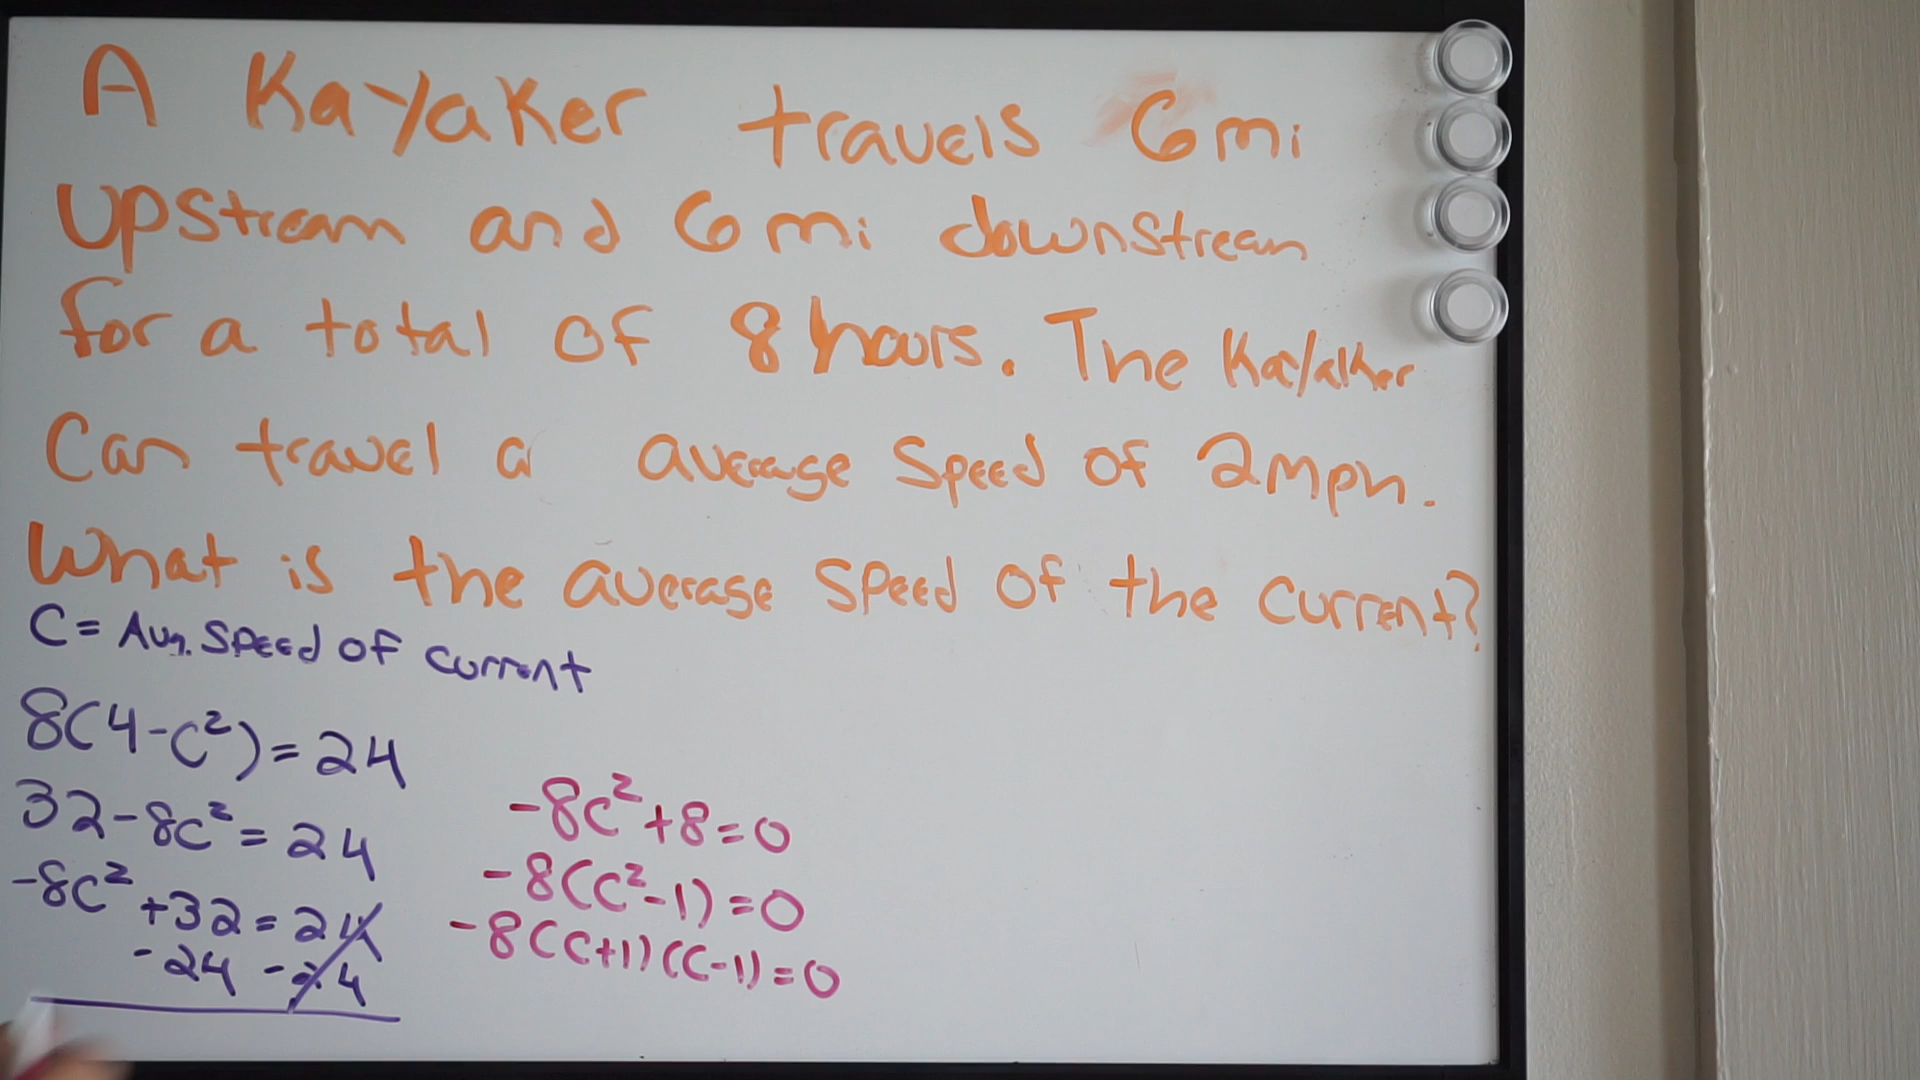 A Kayaker travels 6mi
upstream and 6mi downstream
for a total of 8 hours. The Kayaker
Can travel a average speed of 2mph.
What is the average speed of the current?
C = Avg. speed of current
8(4-c²)=24
32-8c²=24
-8c²+32=24
-24 -24
-8c²+8=0
-8(c²-1)=0
-8(c+1)(c-1)=0